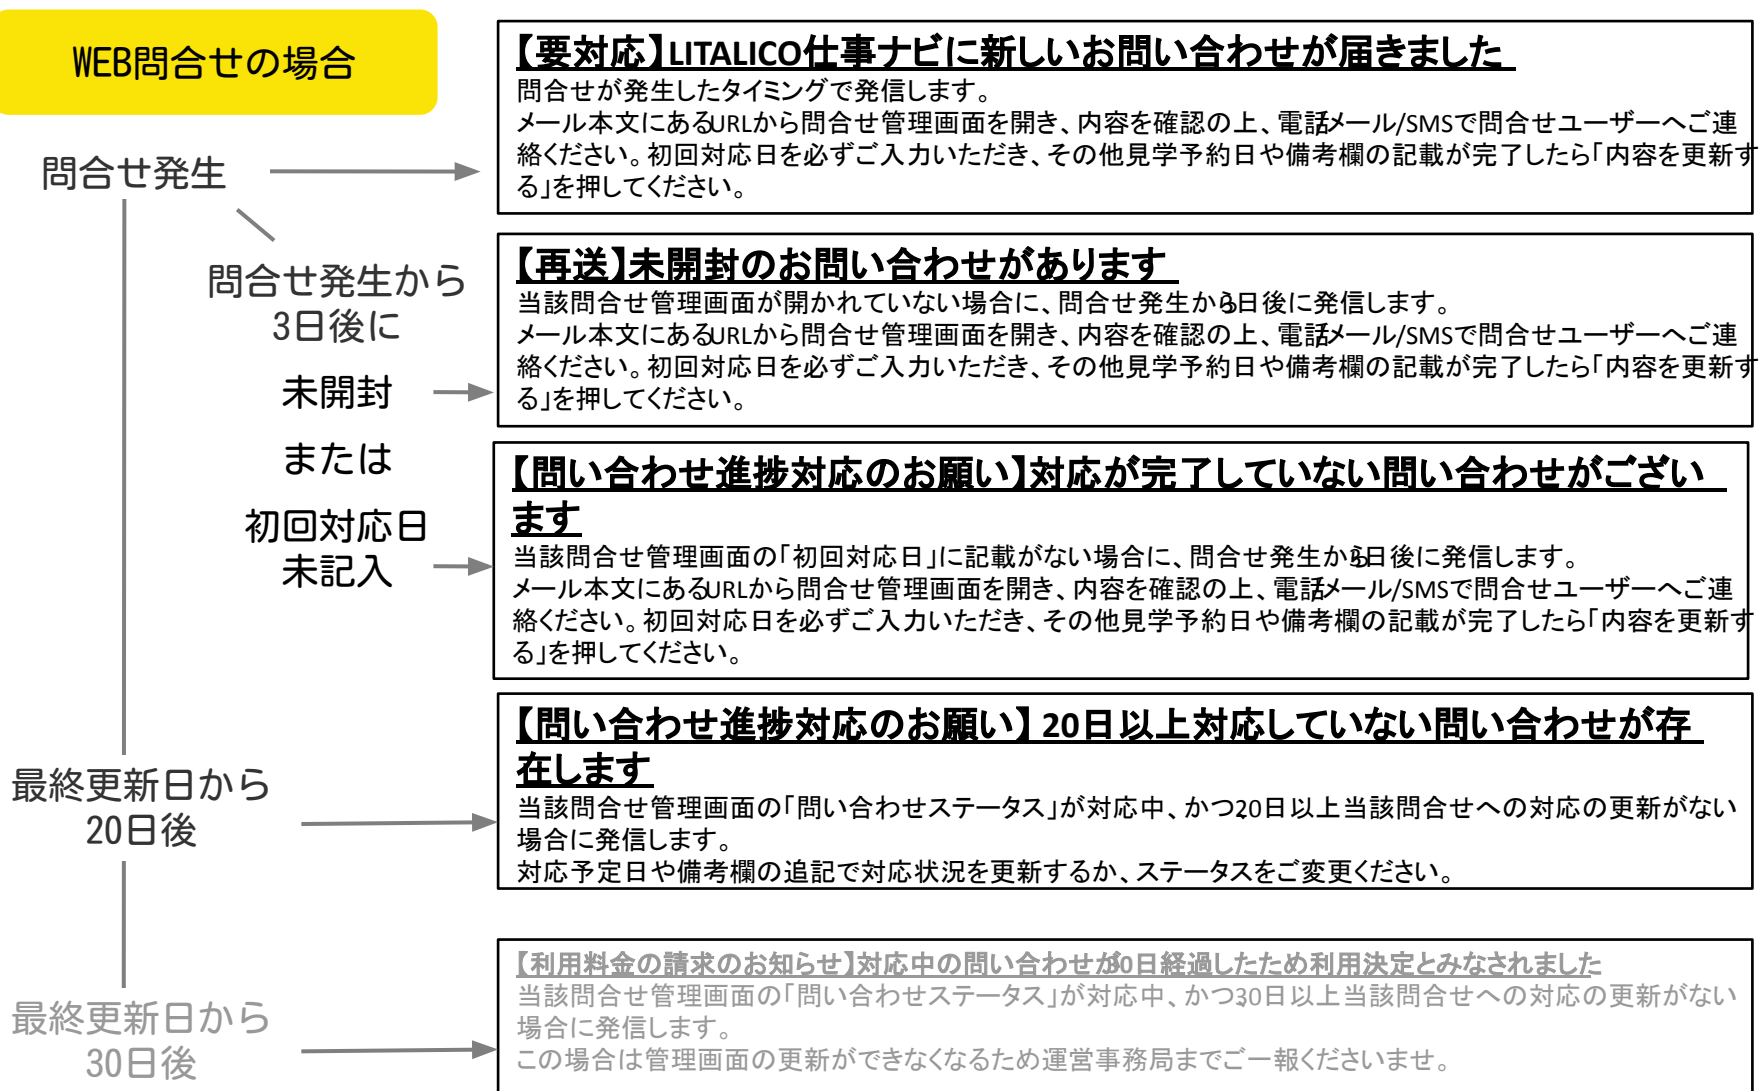 WEB問合せの場合
【要対応】LITALICO仕事ナビに新しいお問い合わせが届きました
問合せが発生したタイミングで発信します。
メール本文にあるURLから問合せ管理画面を開き、内容を確認の上、電話/メール/SMSで問合せユーザーへご連
絡ください。初回対応日を必ずご入力いただき、その他見学予約日や備考欄の記載が完了したら「内容を更新す
る」を押してください。
問合せ発生
【再送】未開封のお問い合わせがあります
当該問合せ管理画面が開かれていない場合に、問合せ発生から3日後に発信します。
メール本文にあるURLから問合せ管理画面を開き、内容を確認の上、電話/メール/SMSで問合せユーザーへご連
絡ください。初回対応日を必ずご入力いただき、その他見学予約日や備考欄の記載が完了したら「内容を更新す
る」を押してください。
問合せ発生から
3日後に
未開封
または
初回対応日
未記入
【問い合わせ進捗対応のお願い】対応が完了していない問い合わせがござい
ます
当該問合せ管理画面の「初回対応日」に記載がない場合に、問合せ発生から日後に発信します。
メール本文にあるURLから問合せ管理画面を開き、内容を確認の上、電話/メール/SMSで問合せユーザーへご連
絡ください。初回対応日を必ずご入力いただき、その他見学予約日や備考欄の記載が完了したら「内容を更新す
る」を押してください。
【問い合わせ進捗対応のお願い】20日以上対応していない問い合わせが存
在します
当該問合せ管理画面の「問い合わせステータス」が対応中、かつ20日以上当該問合せへの対応の更新がない
場合に発信します。
対応予定日や備考欄の追記で対応状況を更新するか、ステータスをご変更ください。
最終更新日から
20日後
【利用料金の請求のお知らせ】対応中の問い合わせが30日経過したため利用決定とみなされました
当該問合せ管理画面の「問い合わせステータス」が対応中、かつ30日以上当該問合せへの対応の更新がない
場合に発信します。
この場合は管理画面の更新ができなくなるため運営事務局までご一報くださいませ。
最終更新日から
30日後